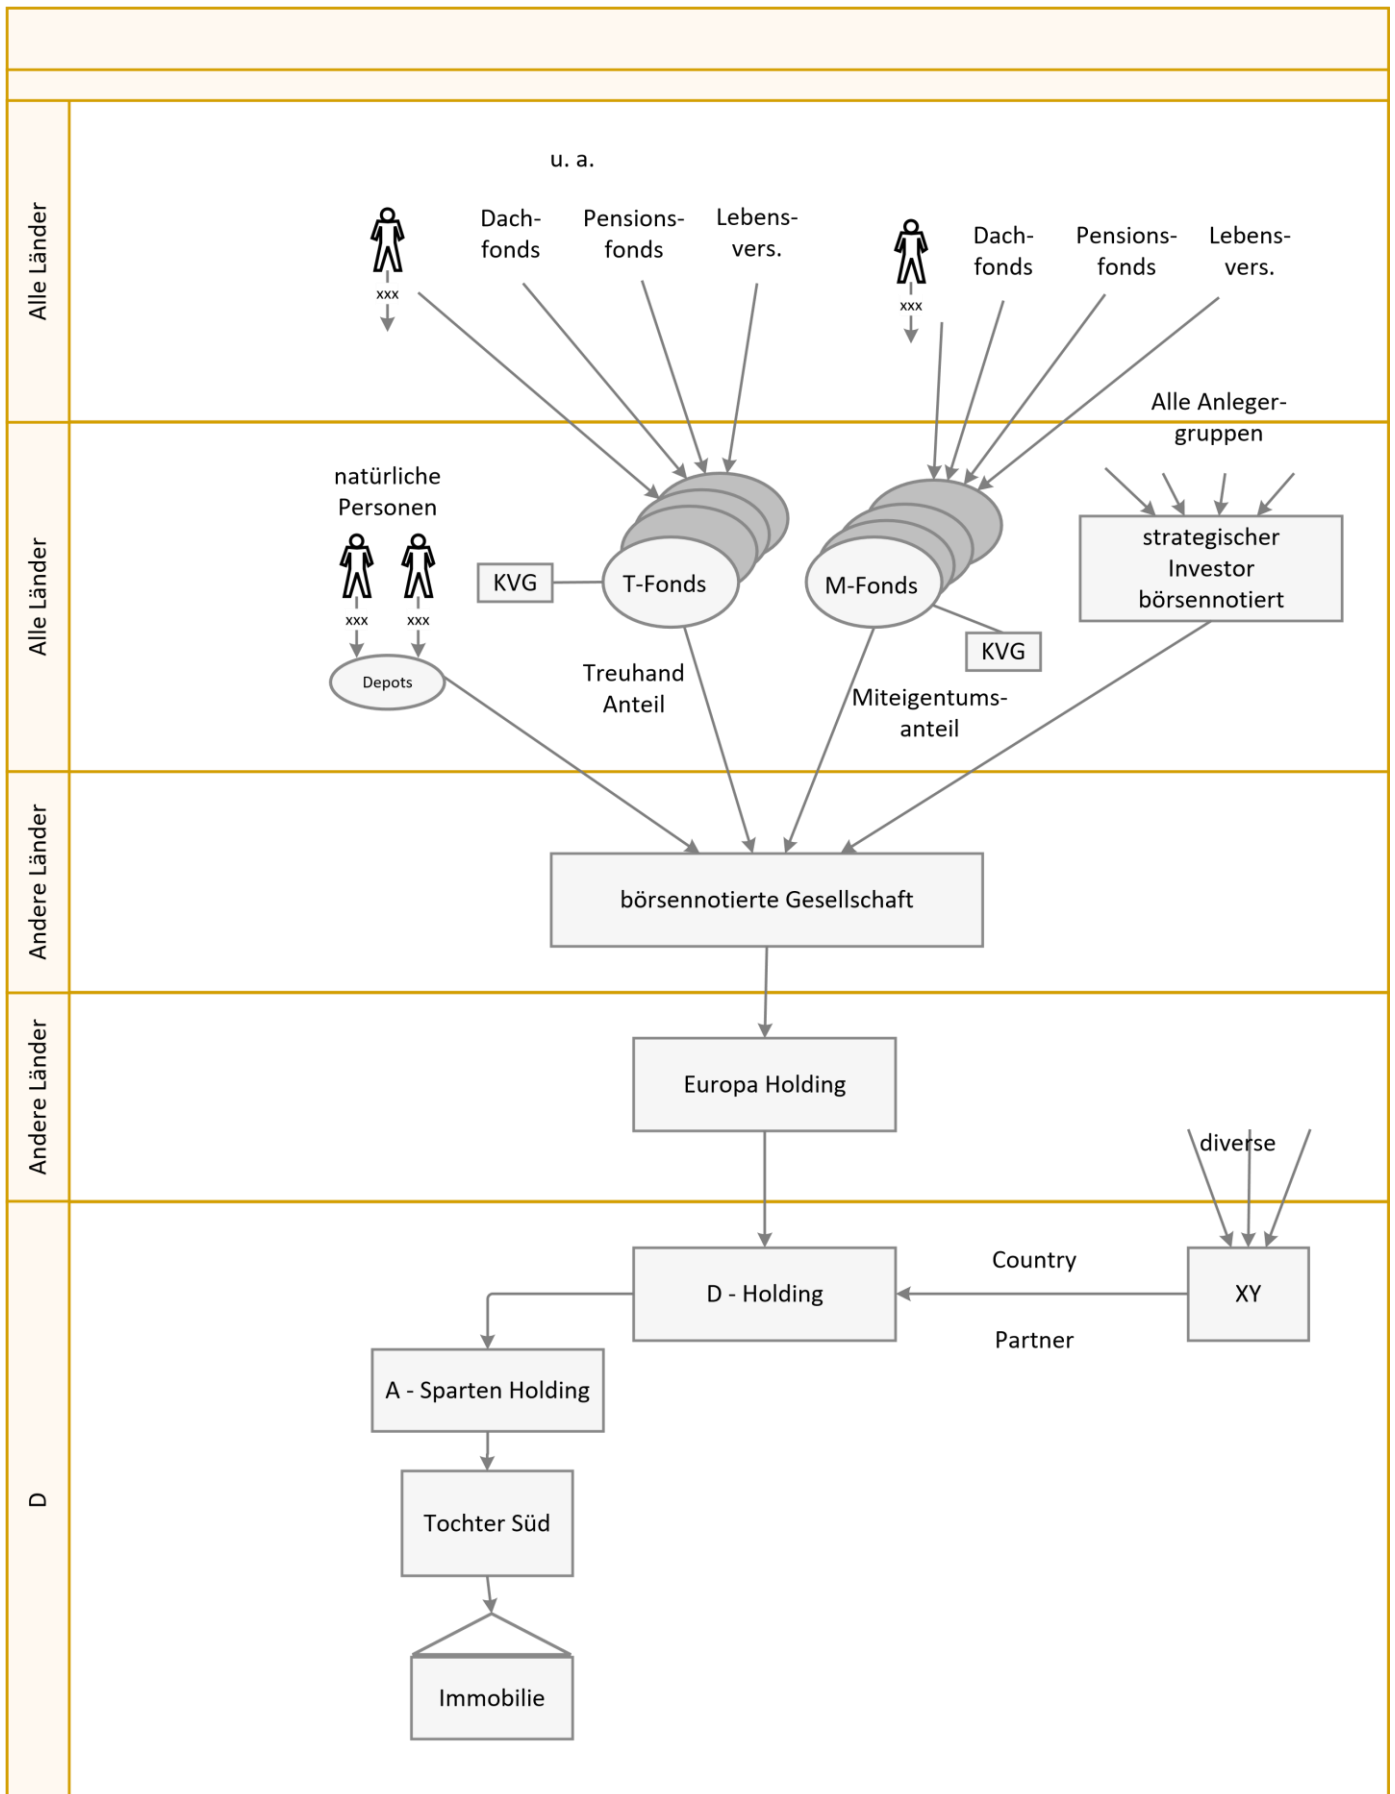 u. a.
Dach-
fonds
Pensions-
fonds
Lebens-
vers.
xxx
Dach-
fonds
Pensions-
fonds
Lebens-
vers.
xxx
Alle Länder
Alle Anleger-
gruppen
natürliche
Personen
xxx
xxx
Depots
KVG
T-Fonds
M-Fonds
KVG
strategischer
Investor
börsennotiert
Treuhand
Anteil
Miteigentums-
anteil
Alle Länder
börsennotierte Gesellschaft
Andere Länder
Europa Holding
diverse
Andere Länder
D - Holding
Country
Partner
XY
A - Sparten Holding
Tochter Süd
Immobilie
D